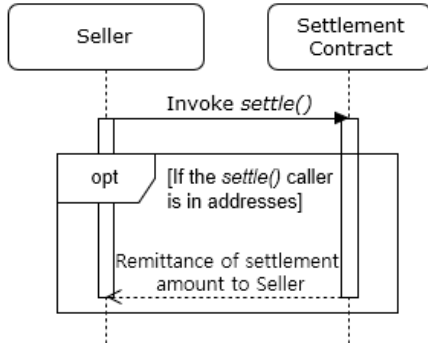 Seller
Settlement
Contract
Invoke settle()
opt
[If the settle() caller
is in addresses]
Remittance of settlement
amount to Seller